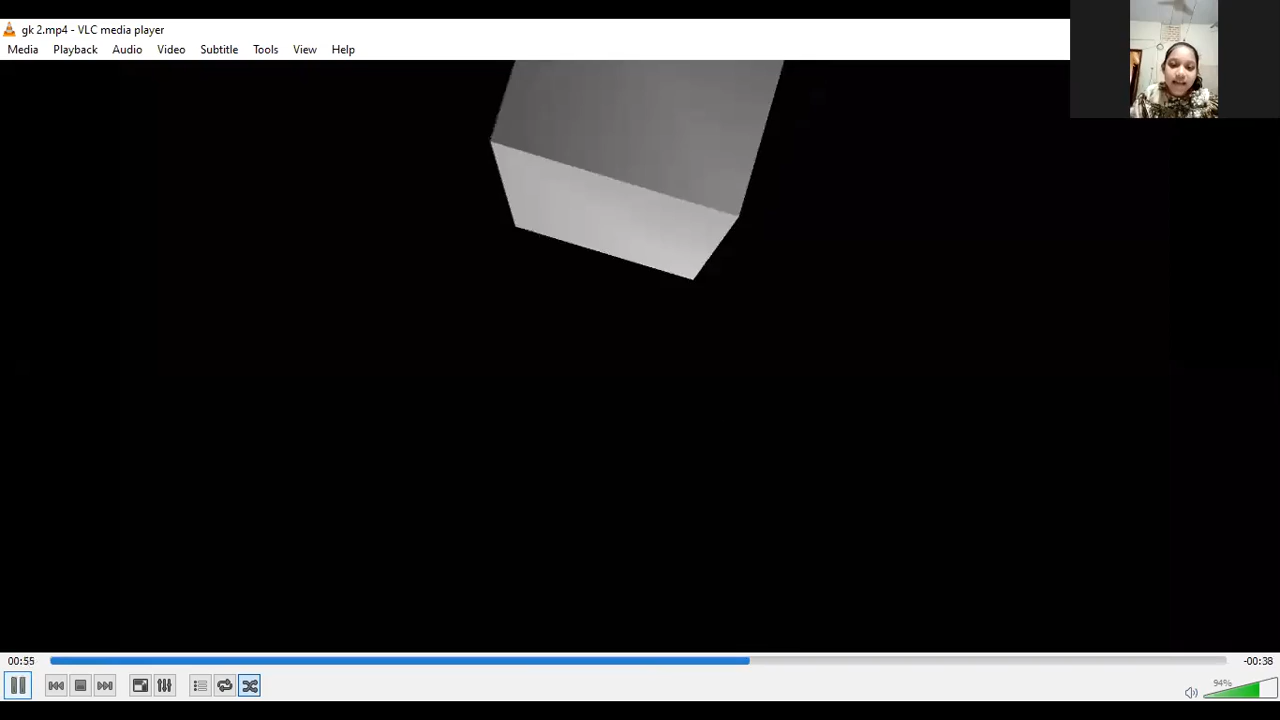 gk 2.mp4 - VLC media player
Media Playback Audio Video Subtitle Tools View Help
00:55 -00:38
94%